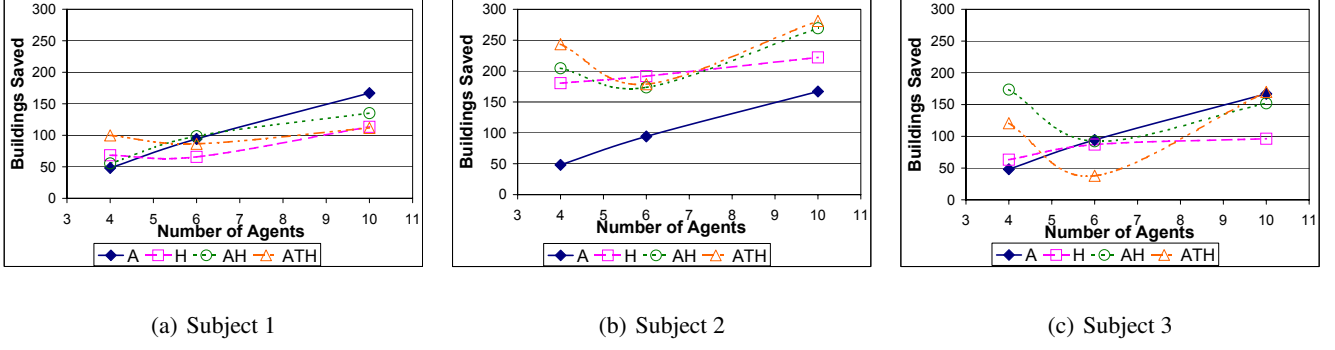 300
250
200
150
100
50
0
Buildings Saved
3 4 5 6 7 8 9 10 11
Number of Agents
A H AH ATH
(a) Subject 1
300
250
200
150
100
50
0
Buildings Saved
3 4 5 6 7 8 9 10 11
Number of Agents
A H AH ATH
(b) Subject 2
300
250
200
150
100
50
0
Buildings Saved
3 4 5 6 7 8 9 10 11
Number of Agents
A H AH ATH
(c) Subject 3